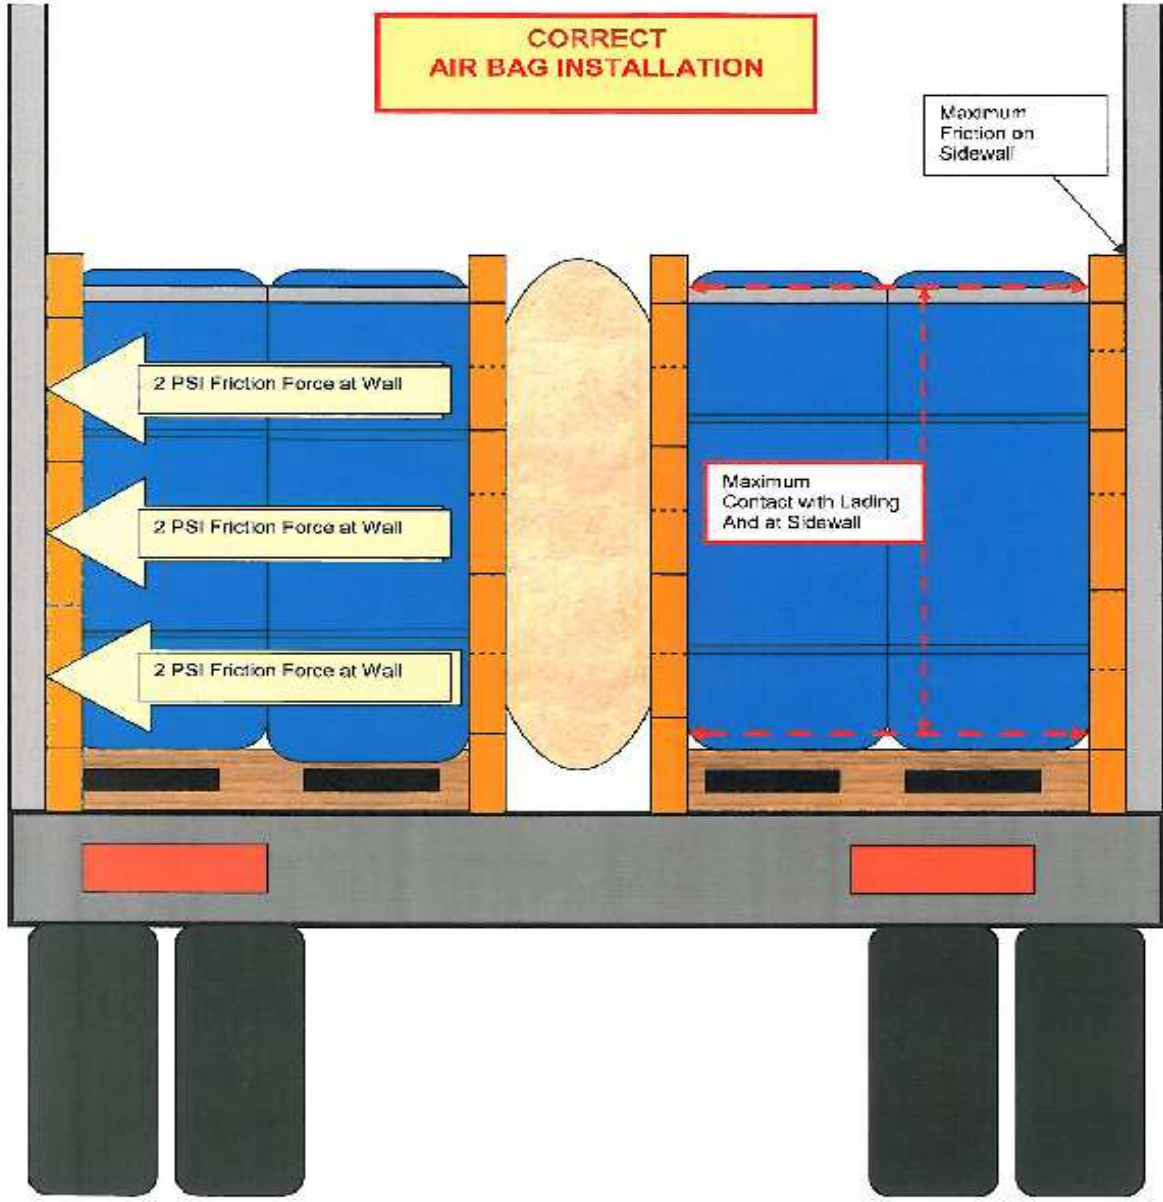 CORRECT
AIR BAG INSTALLATION
Maximum
Friction on
Sidewall
2 PSI Friction Force at Wall
2 PSI Friction Force at Wall
Maximum
Contact with Lading
And at Sidewall
2 PSI Friction Force at Wall